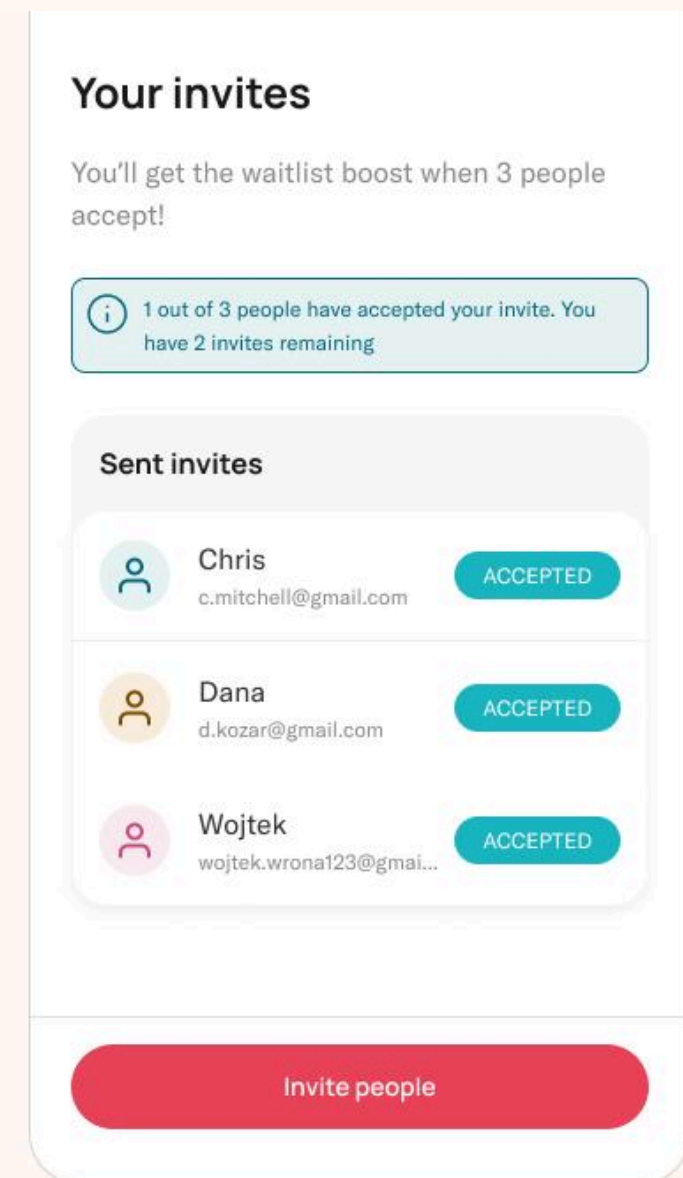 Your invites
You'll get the waitlist boost when 3 people
accept!
1 out of 3 people have accepted your invite. You
have 2 invites remaining
Sent invites
Chris
c.mitchell@gmail.com
ACCEPTED
Dana
d.kozar@gmail.com
ACCEPTED
Wojtek
wojtek.wrona123@gmai...
ACCEPTED
Invite people